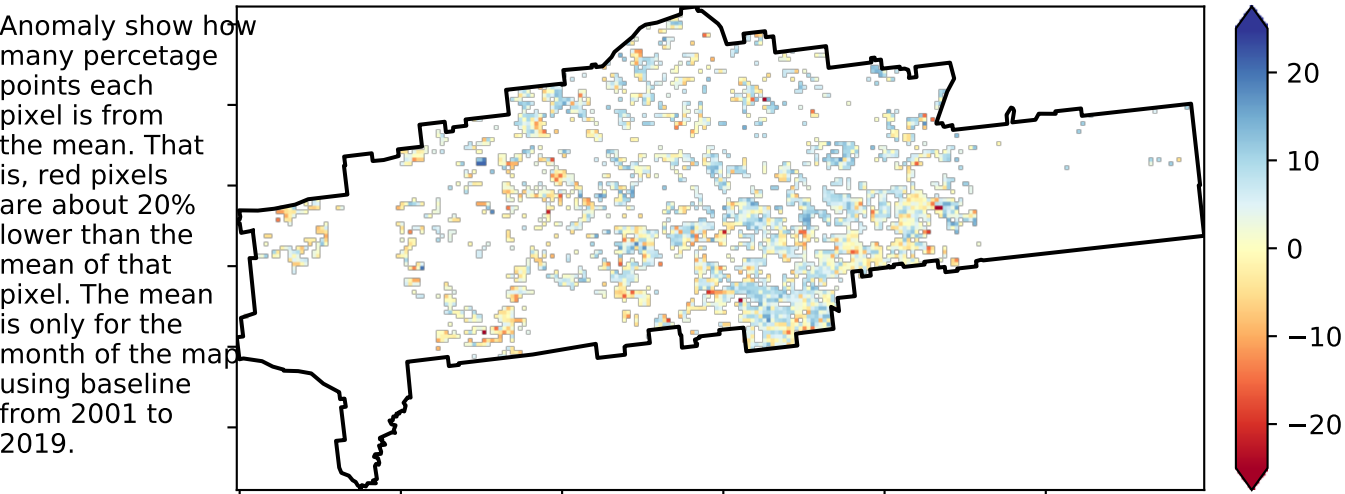 Anomaly show how
many percetage
points each
pixel is from
the mean. That
is, red pixels
are about 20%
lower than the
mean of that
pixel. The mean
is only for the
month of the map
using baseline
from 2001 to
2019.
20
10
0
−10
−20